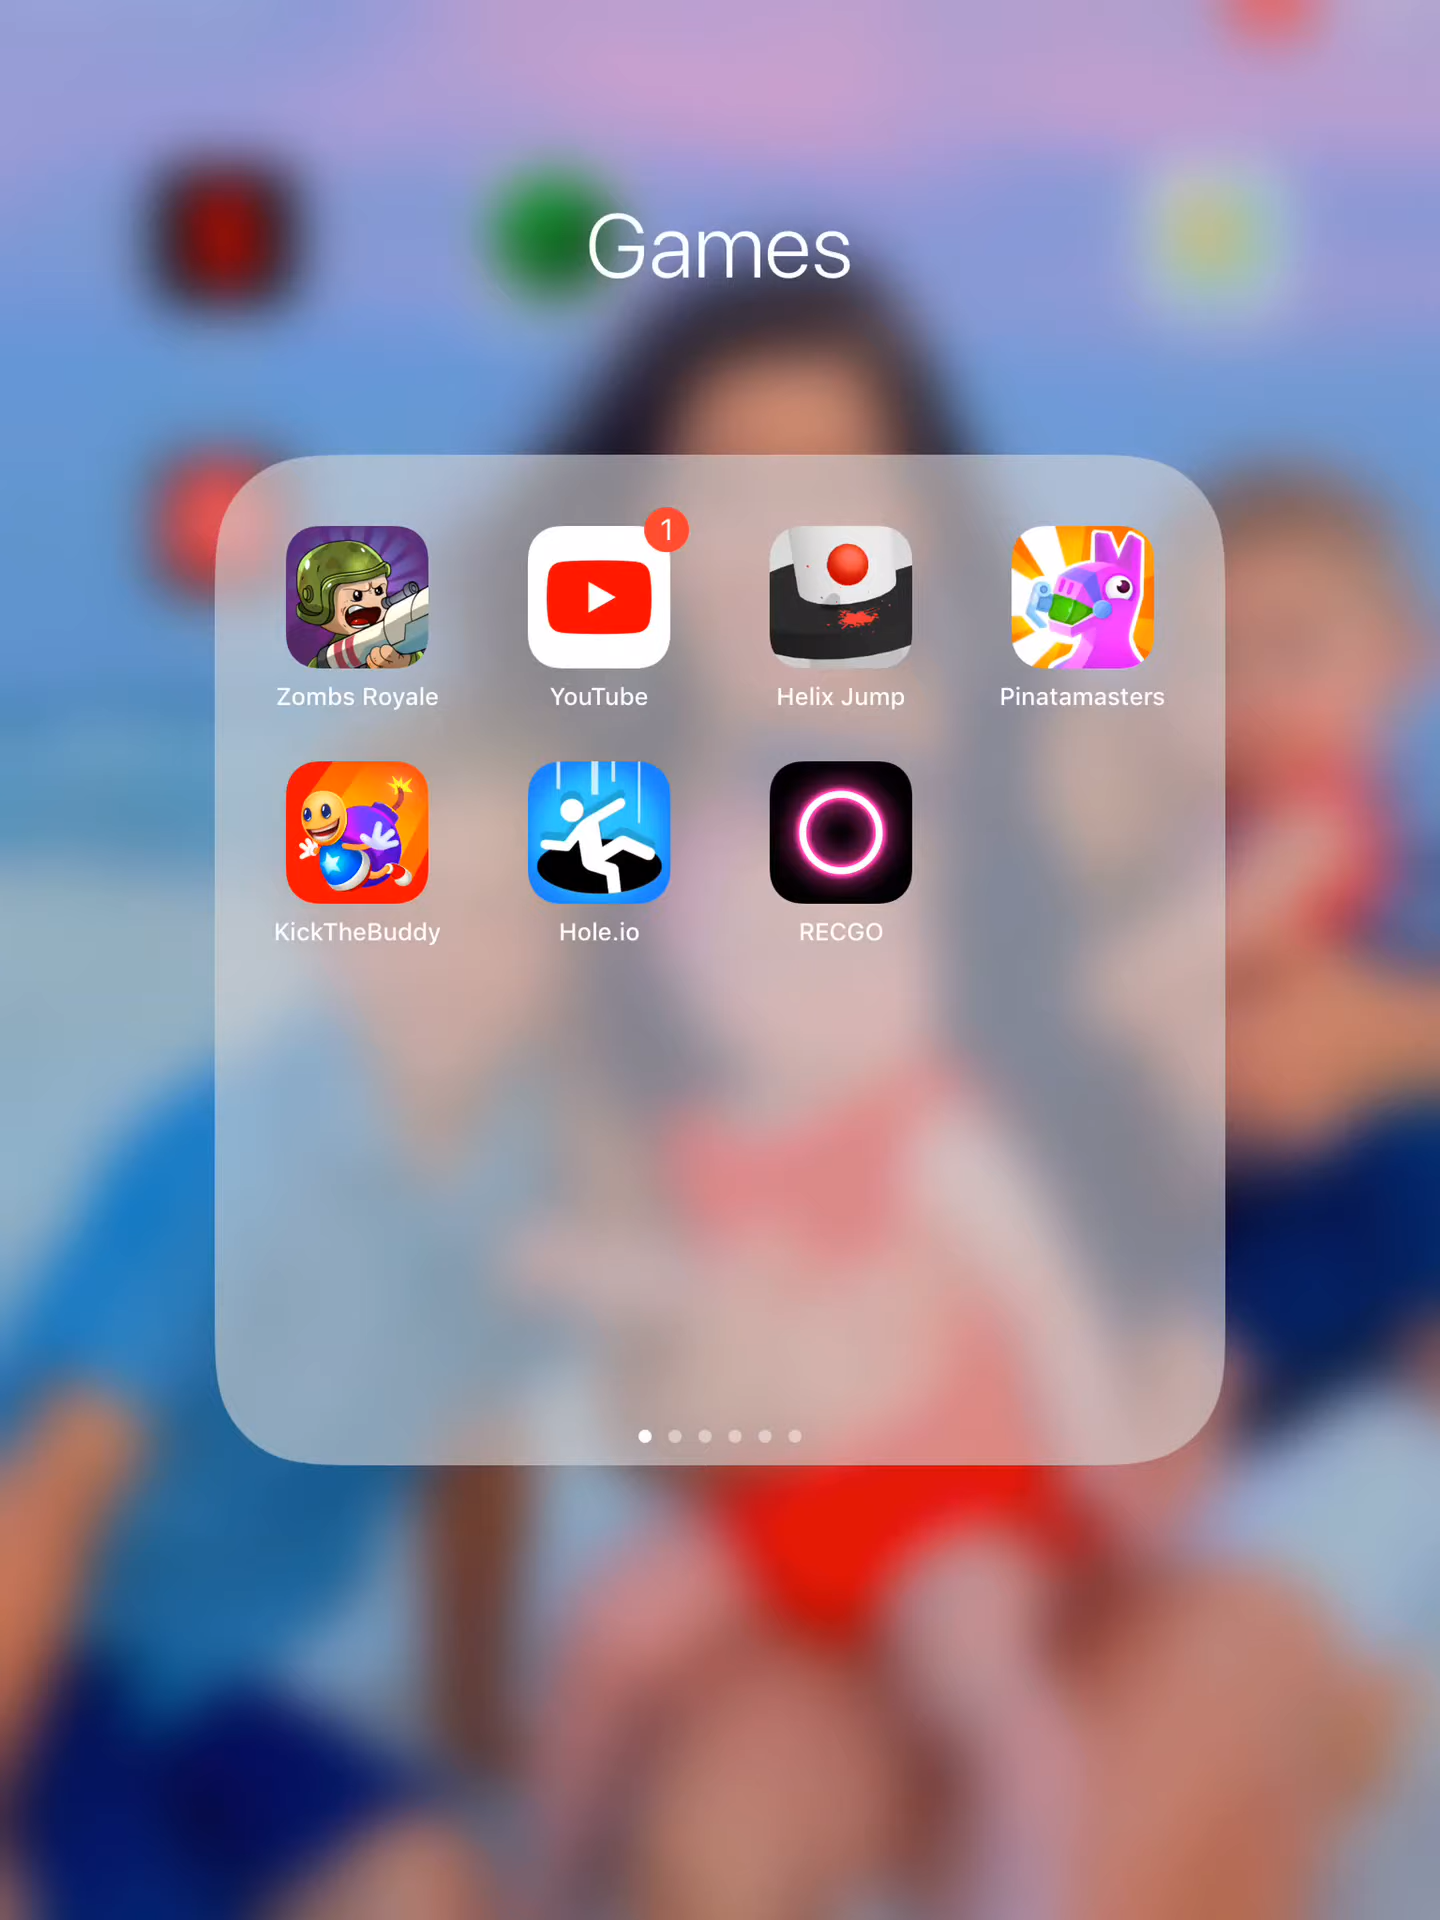 Games
1
Zombs Royale
YouTube
Helix Jump
Pinatamasters
KickTheBuddy
Hole.io
RECGO